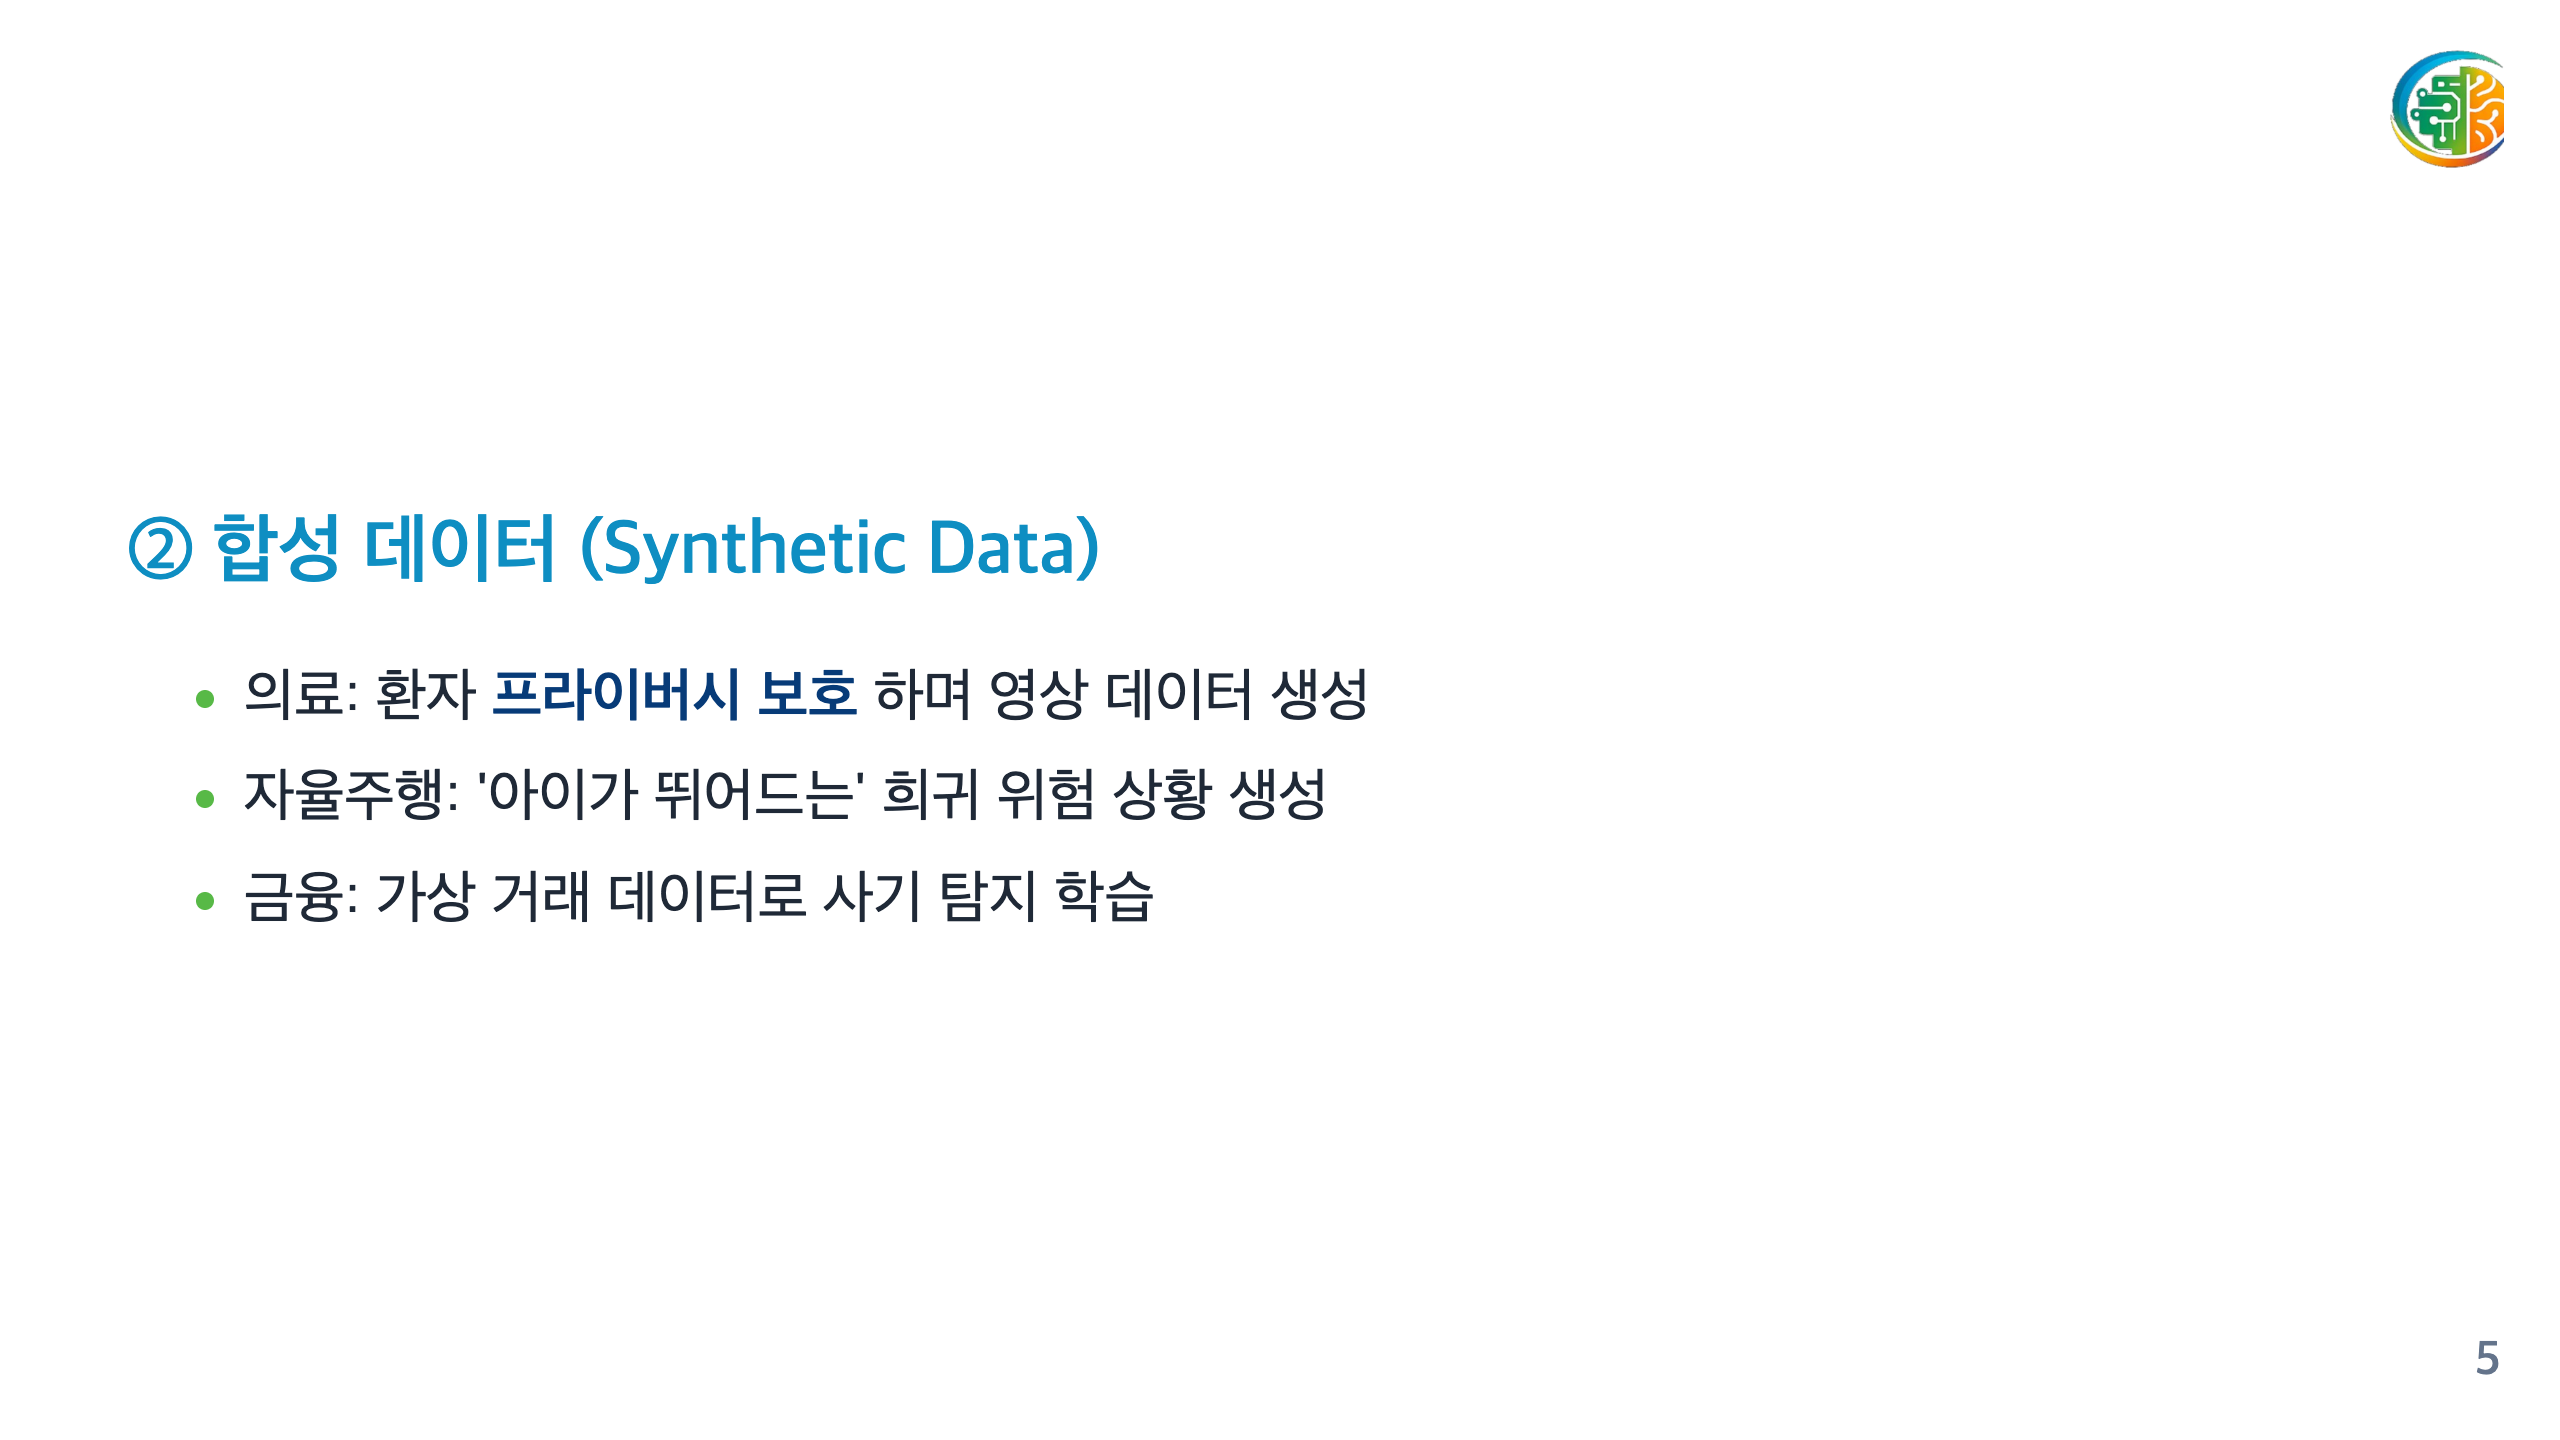 ② 합성 데이터 (Synthetic Data)
• 의료: 환자 프라이버시 보호 하며 영상 데이터 생성
• 자율주행: '아이가 뛰어드는' 희귀 위험 상황 생성
• 금융: 가상 거래 데이터로 사기 탐지 학습
5